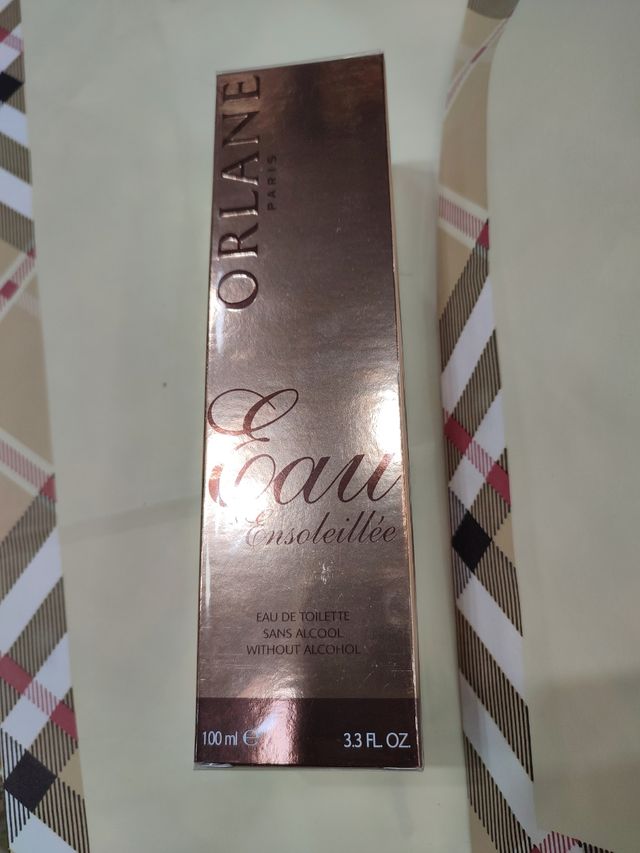 ORLANE
PARIS
Eau
Ensoleillée
EAU DE TOILETTE
SANS ALCOOL
WITHOUT ALCOHOL
100 ml ℮
3.3 FL. OZ.